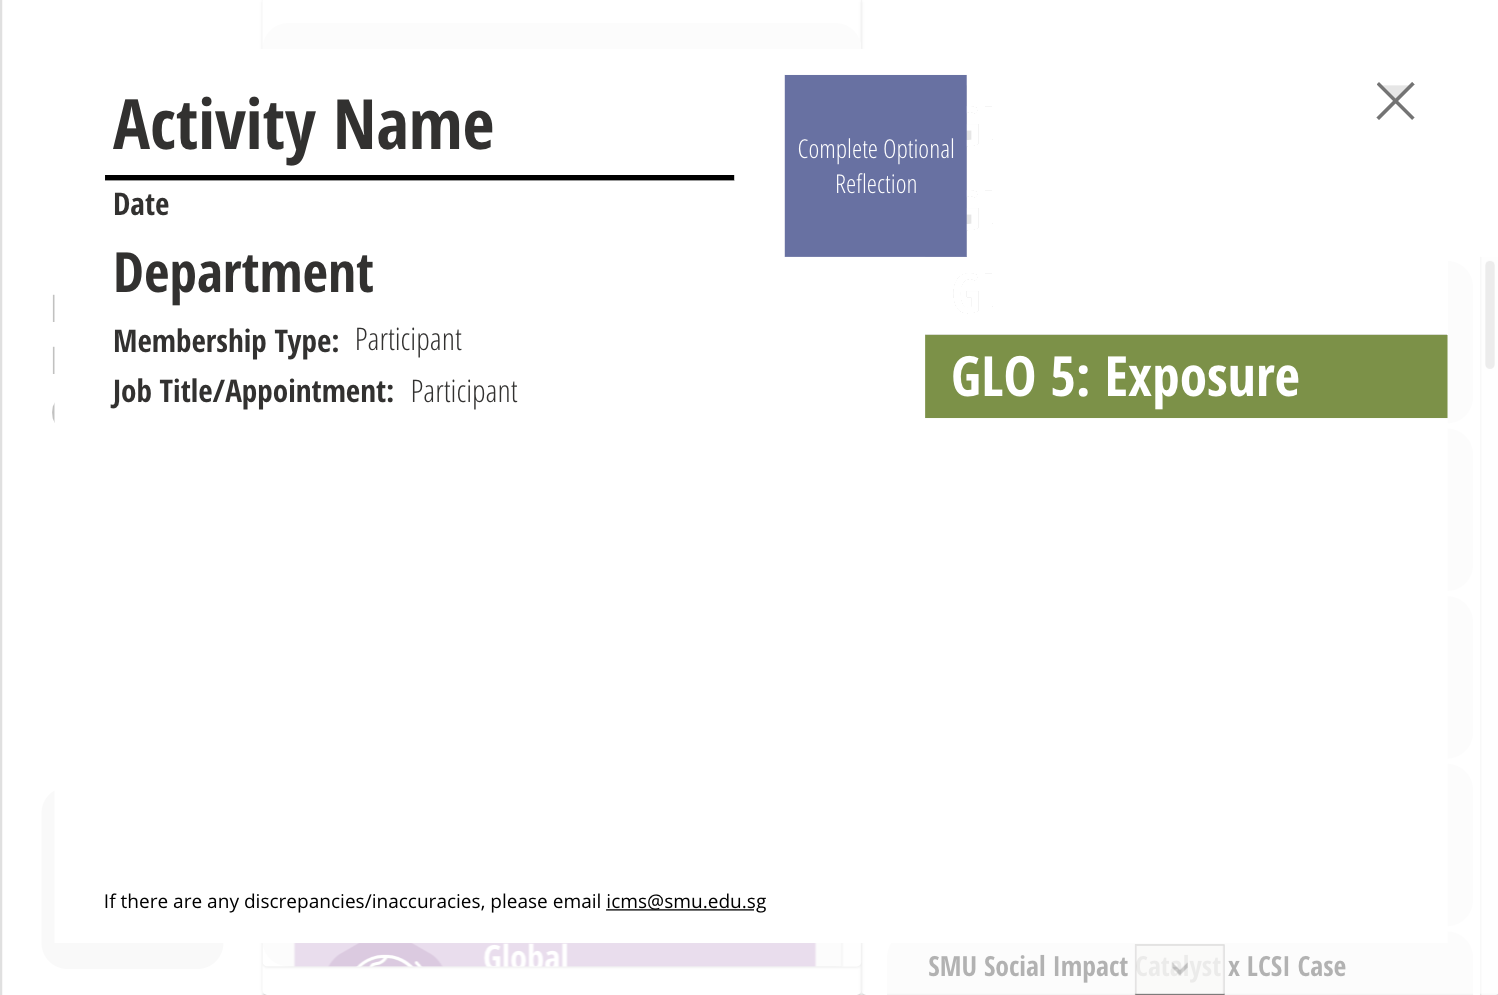 Activity Name
Date
Department
Membership Type: Participant
Job Title/Appointment: Participant
Complete Optional
Reflection
GLO 5: Exposure
If there are any discrepancies/inaccuracies, please email icms@smu.edu.sg
Global
SMU Social Impact Catalyst x LCSI Case